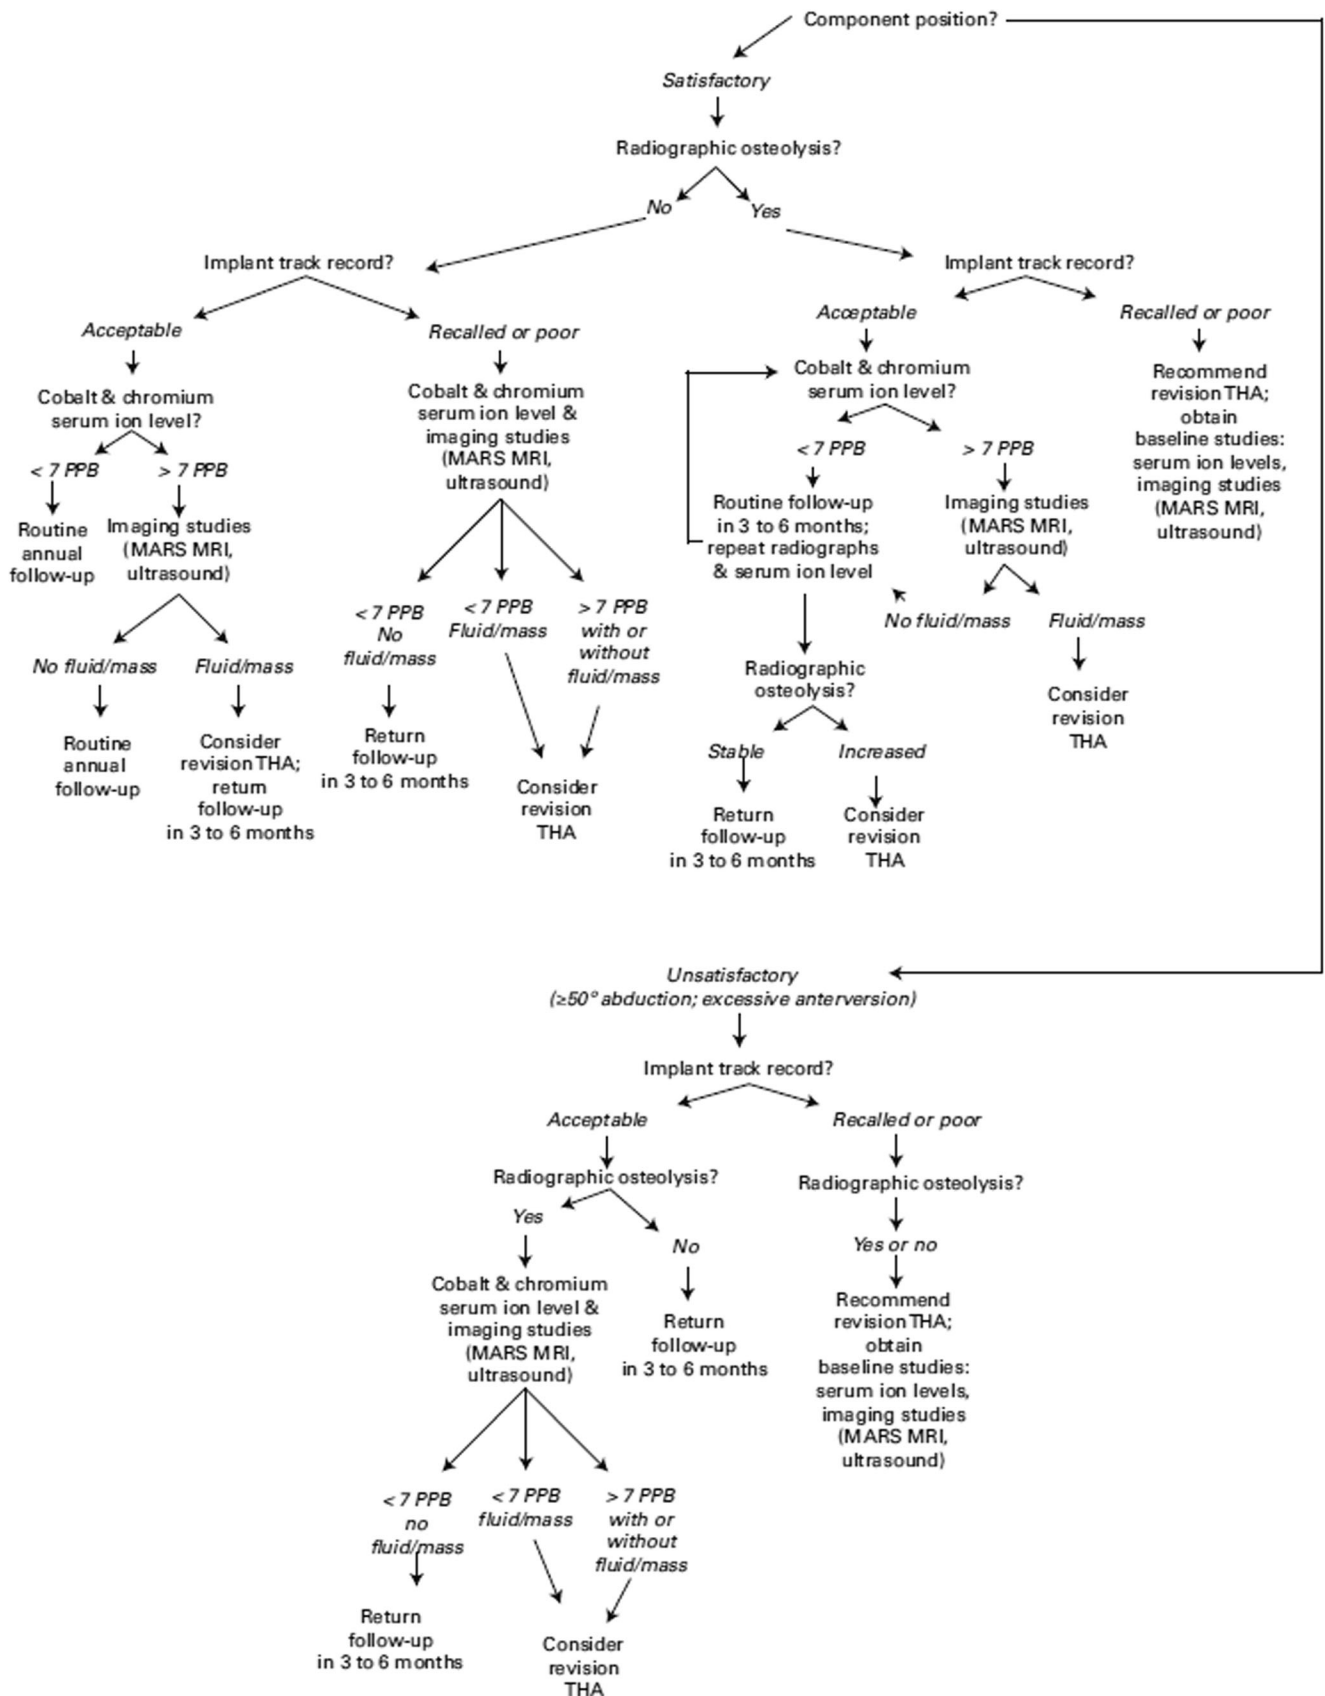 Component position?
Satisfactory
Radiographic osteolysis?
No
Yes
Implant track record?
Acceptable
Cobalt & chromium
serum ion level?
< 7 PPB
> 7 PPB
Routine
annual
follow-up
Imaging studies
(MARS MRI,
ultrasound)
No fluid/mass
Fluid/mass
Routine
annual
follow-up
Consider
revision THA;
return
follow-up
in 3 to 6 months
Recalled or poor
Cobalt & chromium
serum ion level &
imaging studies
(MARS MRI,
ultrasound)
< 7 PPB
No
fluid/mass
< 7 PPB
Fluid/mass
> 7 PPB
with or
without
fluid/mass
Return
follow-up
in 3 to 6 months
Consider
revision
THA
Implant track record?
Acceptable
Cobalt & chromium
serum ion level?
< 7 PPB
> 7 PPB
Routine follow-up
in 3 to 6 months;
repeat radiographs
& serum ion level
Imaging studies
(MARS MRI,
ultrasound)
No fluid/mass
Fluid/mass
Consider
revision
THA
Radiographic
osteolysis?
Stable
Increased
Return
follow-up
in 3 to 6 months
Consider
revision
THA
Recalled or poor
Recommend
revision THA;
obtain
baseline studies:
serum ion levels,
imaging studies
(MARS MRI,
ultrasound)
Unsatisfactory
(≥50° abduction; excessive anterversion)
Implant track record?
Acceptable
Radiographic osteolysis?
Yes
No
Cobalt & chromium
serum ion level &
imaging studies
(MARS MRI,
ultrasound)
Return
follow-up
in 3 to 6 months
< 7 PPB
no
fluid/mass
< 7 PPB
fluid/mass
> 7 PPB
with or
without
fluid/mass
Return
follow-up
in 3 to 6 months
Consider
revision
THA
Recalled or poor
Radiographic osteolysis?
Yes or no
Recommend
revision THA;
obtain
baseline studies:
serum ion levels,
imaging studies
(MARS MRI,
ultrasound)